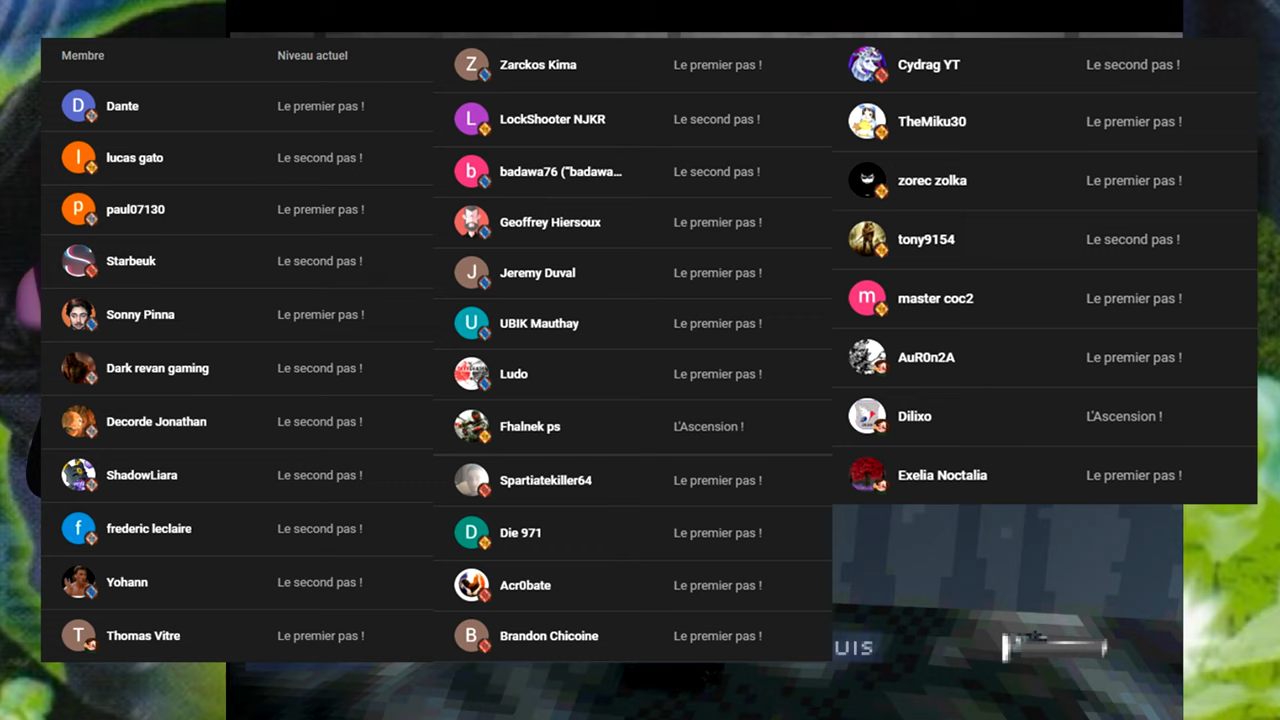 Membre Niveau actuel
D Dante Le premier pas !
l lucas gato Le second pas !
p paul07130 Le premier pas !
Starbeuk Le second pas !
Sonny Pinna Le premier pas !
Dark revan gaming Le second pas !
Decorde Jonathan Le second pas !
ShadowLiara Le second pas !
f frederic leclaire Le second pas !
Yohann Le second pas !
T Thomas Vitre Le premier pas !
Z Zarckos Kima Le premier pas !
L LockShooter NJKR Le second pas !
b badawa76 ("badawa... Le second pas !
Geoffrey Hiersoux Le premier pas !
J Jeremy Duval Le premier pas !
U UBIK Mauthay Le premier pas !
Ludo Le premier pas !
Fhalnek ps L'Ascension !
Spartiatekiller64 Le premier pas !
D Die 971 Le premier pas !
Acr0bate Le premier pas !
B Brandon Chicoine Le premier pas !
Cydrag YT Le second pas !
TheMiku30 Le premier pas !
zorec zolka Le premier pas !
tony9154 Le second pas !
m master coc2 Le premier pas !
AuR0n2A Le premier pas !
Dilixo L'Ascension !
Exelia Noctalia Le premier pas !
UIS